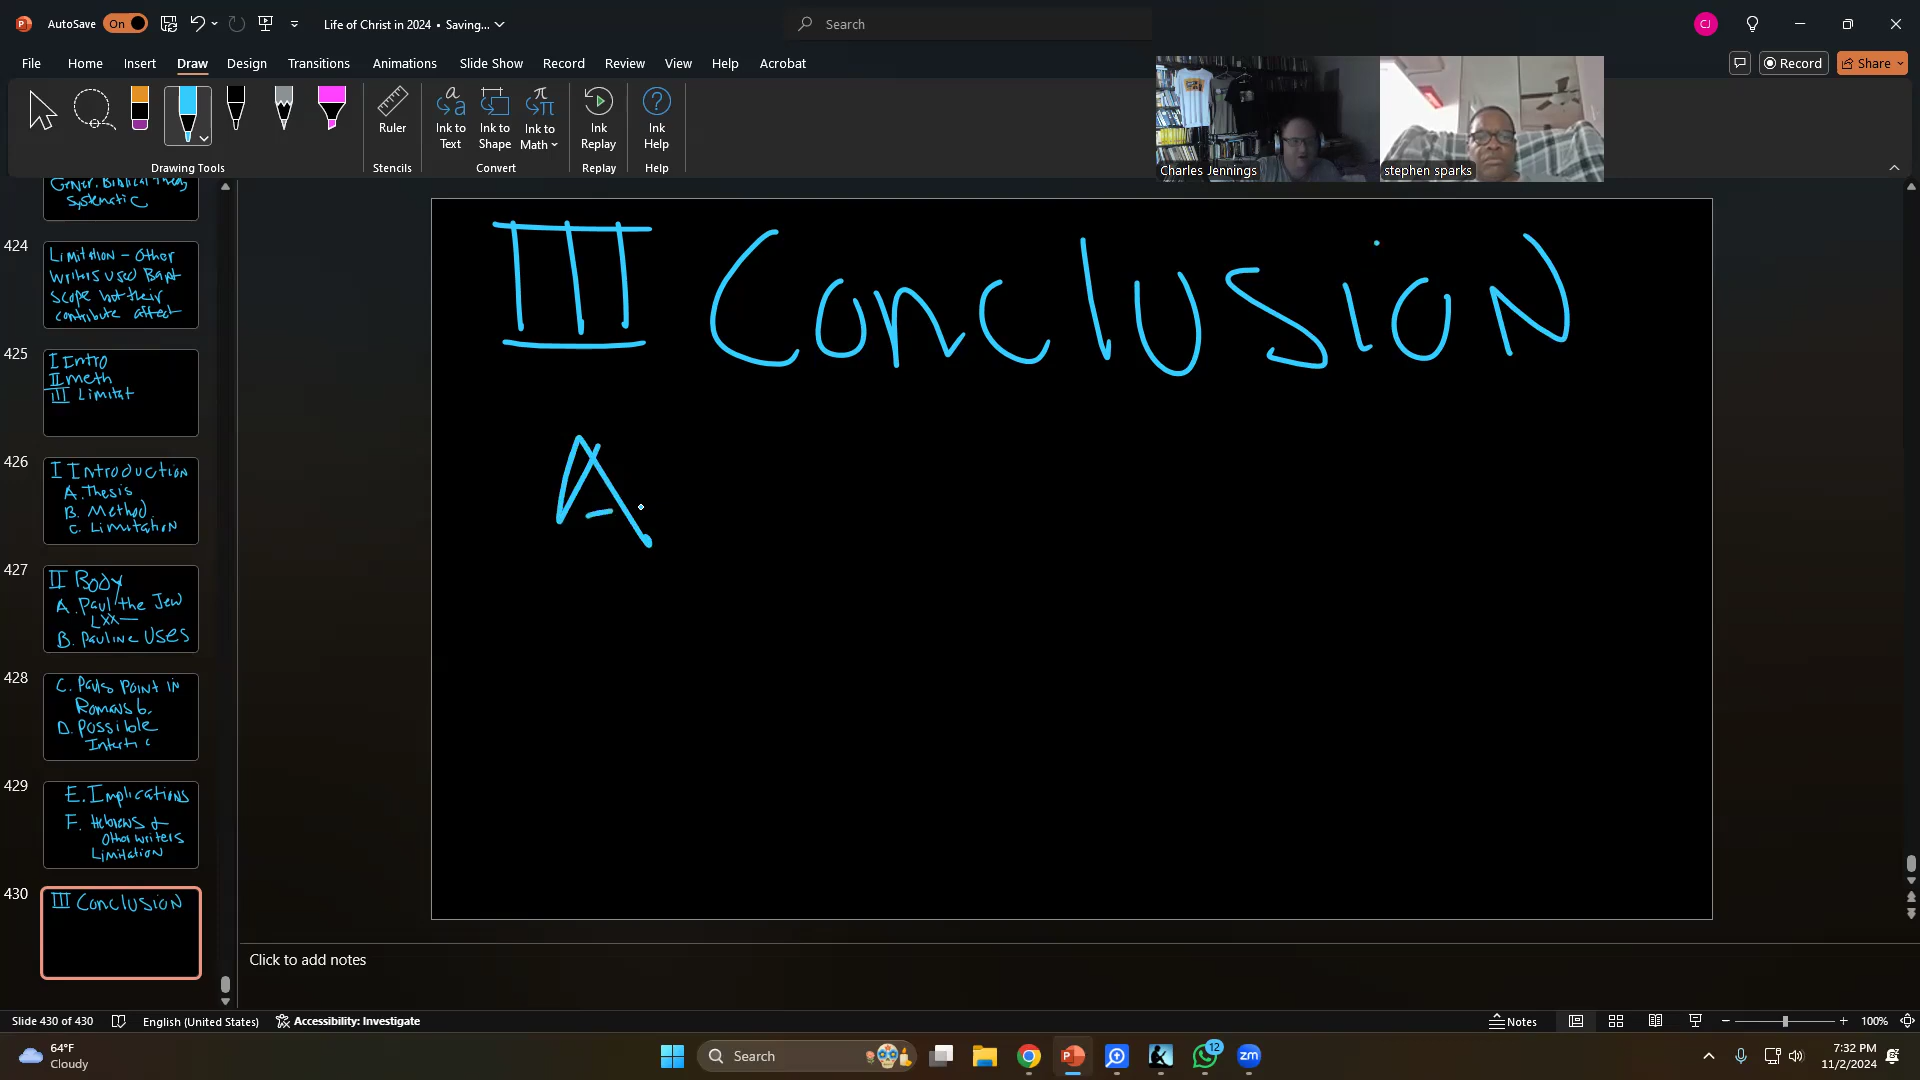 AutoSave On Life of Christ in 2024 • Saving... Search CJ
File Home Insert Draw Design Transitions Animations Slide Show Record Review View Help Acrobat Record Share
Ruler
Ink to Text
Ink to Shape
Ink to Math
Ink Replay
Ink Help
Drawing Tools Stencils Convert Replay Help
Charles Jennings
stephen sparks
Systematic
424
Limitation - Other
Writers used Bapt
Scope but their
contribute affect
425
I Intro
II Meth
III Limitat
426
I Introduction
A. Thesis
B. Method
C. Limitation
427
II Body
A. Paul the Jew
LXX—
B. Pauline Uses
428
C. Pauls Point in
Romans 6.
D. Possible
429
E. Implications
F. Hebrews &
Other writers
Limitation
430
III Conclusion
III Conclusion
A.
Click to add notes
Slide 430 of 430 English (United States) Accessibility: Investigate Notes 100%
64°F
Cloudy
Search
12
zm
7:32 PM
11/2/2024